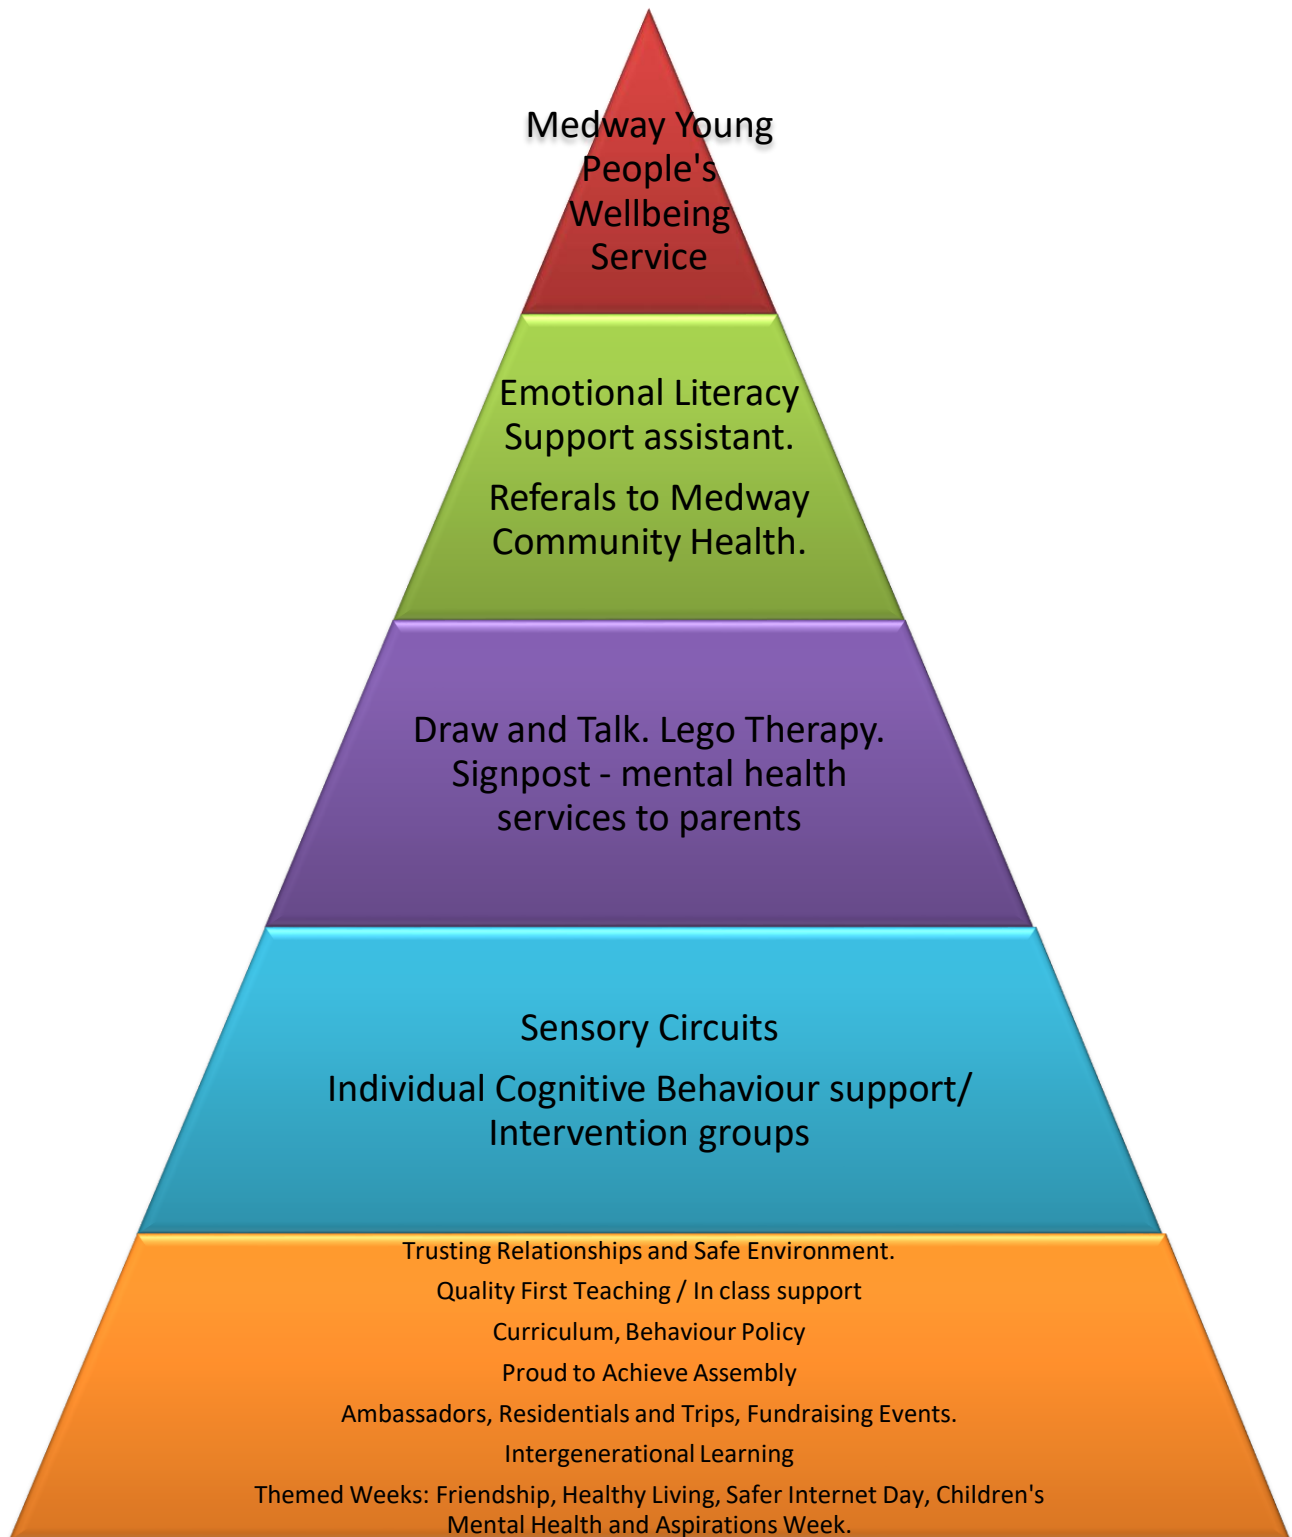 Medway Young
People's
Wellbeing
Service
Emotional Literacy
Support assistant.
Referals to Medway
Community Health.
Draw and Talk. Lego Therapy.
Signpost - mental health
services to parents
Sensory Circuits
Individual Cognitive Behaviour support/
Intervention groups
Trusting Relationships and Safe Environment.
Quality First Teaching / In class support
Curriculum, Behaviour Policy
Proud to Achieve Assembly
Ambassadors, Residentials and Trips, Fundraising Events.
Intergenerational Learning
Themed Weeks: Friendship, Healthy Living, Safer Internet Day, Children's
Mental Health and Aspirations Week.